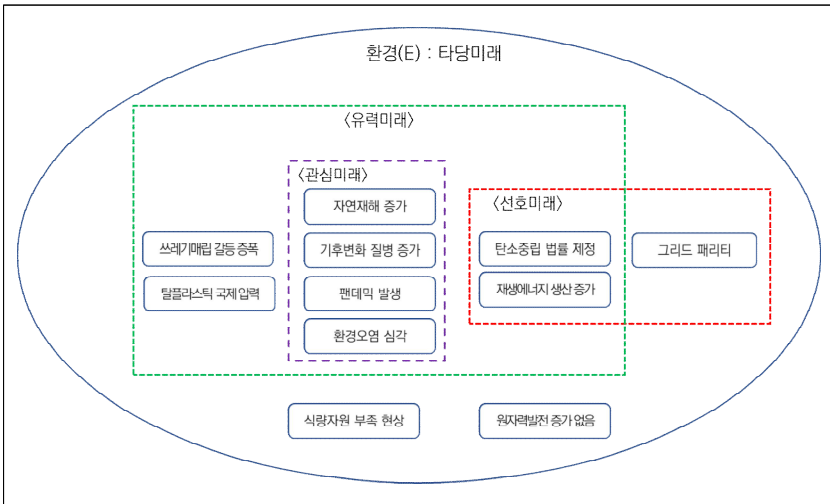 환경(E) : 타당미래
〈유력미래〉
〈관심미래〉
자연재해 증가
〈선호미래〉
쓰레기매립 갈등 증폭
기후변화 질병 증가
탄소중립 법률 제정
그리드 패리티
탈플라스틱 국제 압력
팬데믹 발생
재생에너지 생산 증가
환경오염 심각
식량자원 부족 현상
원자력발전 증가 없음